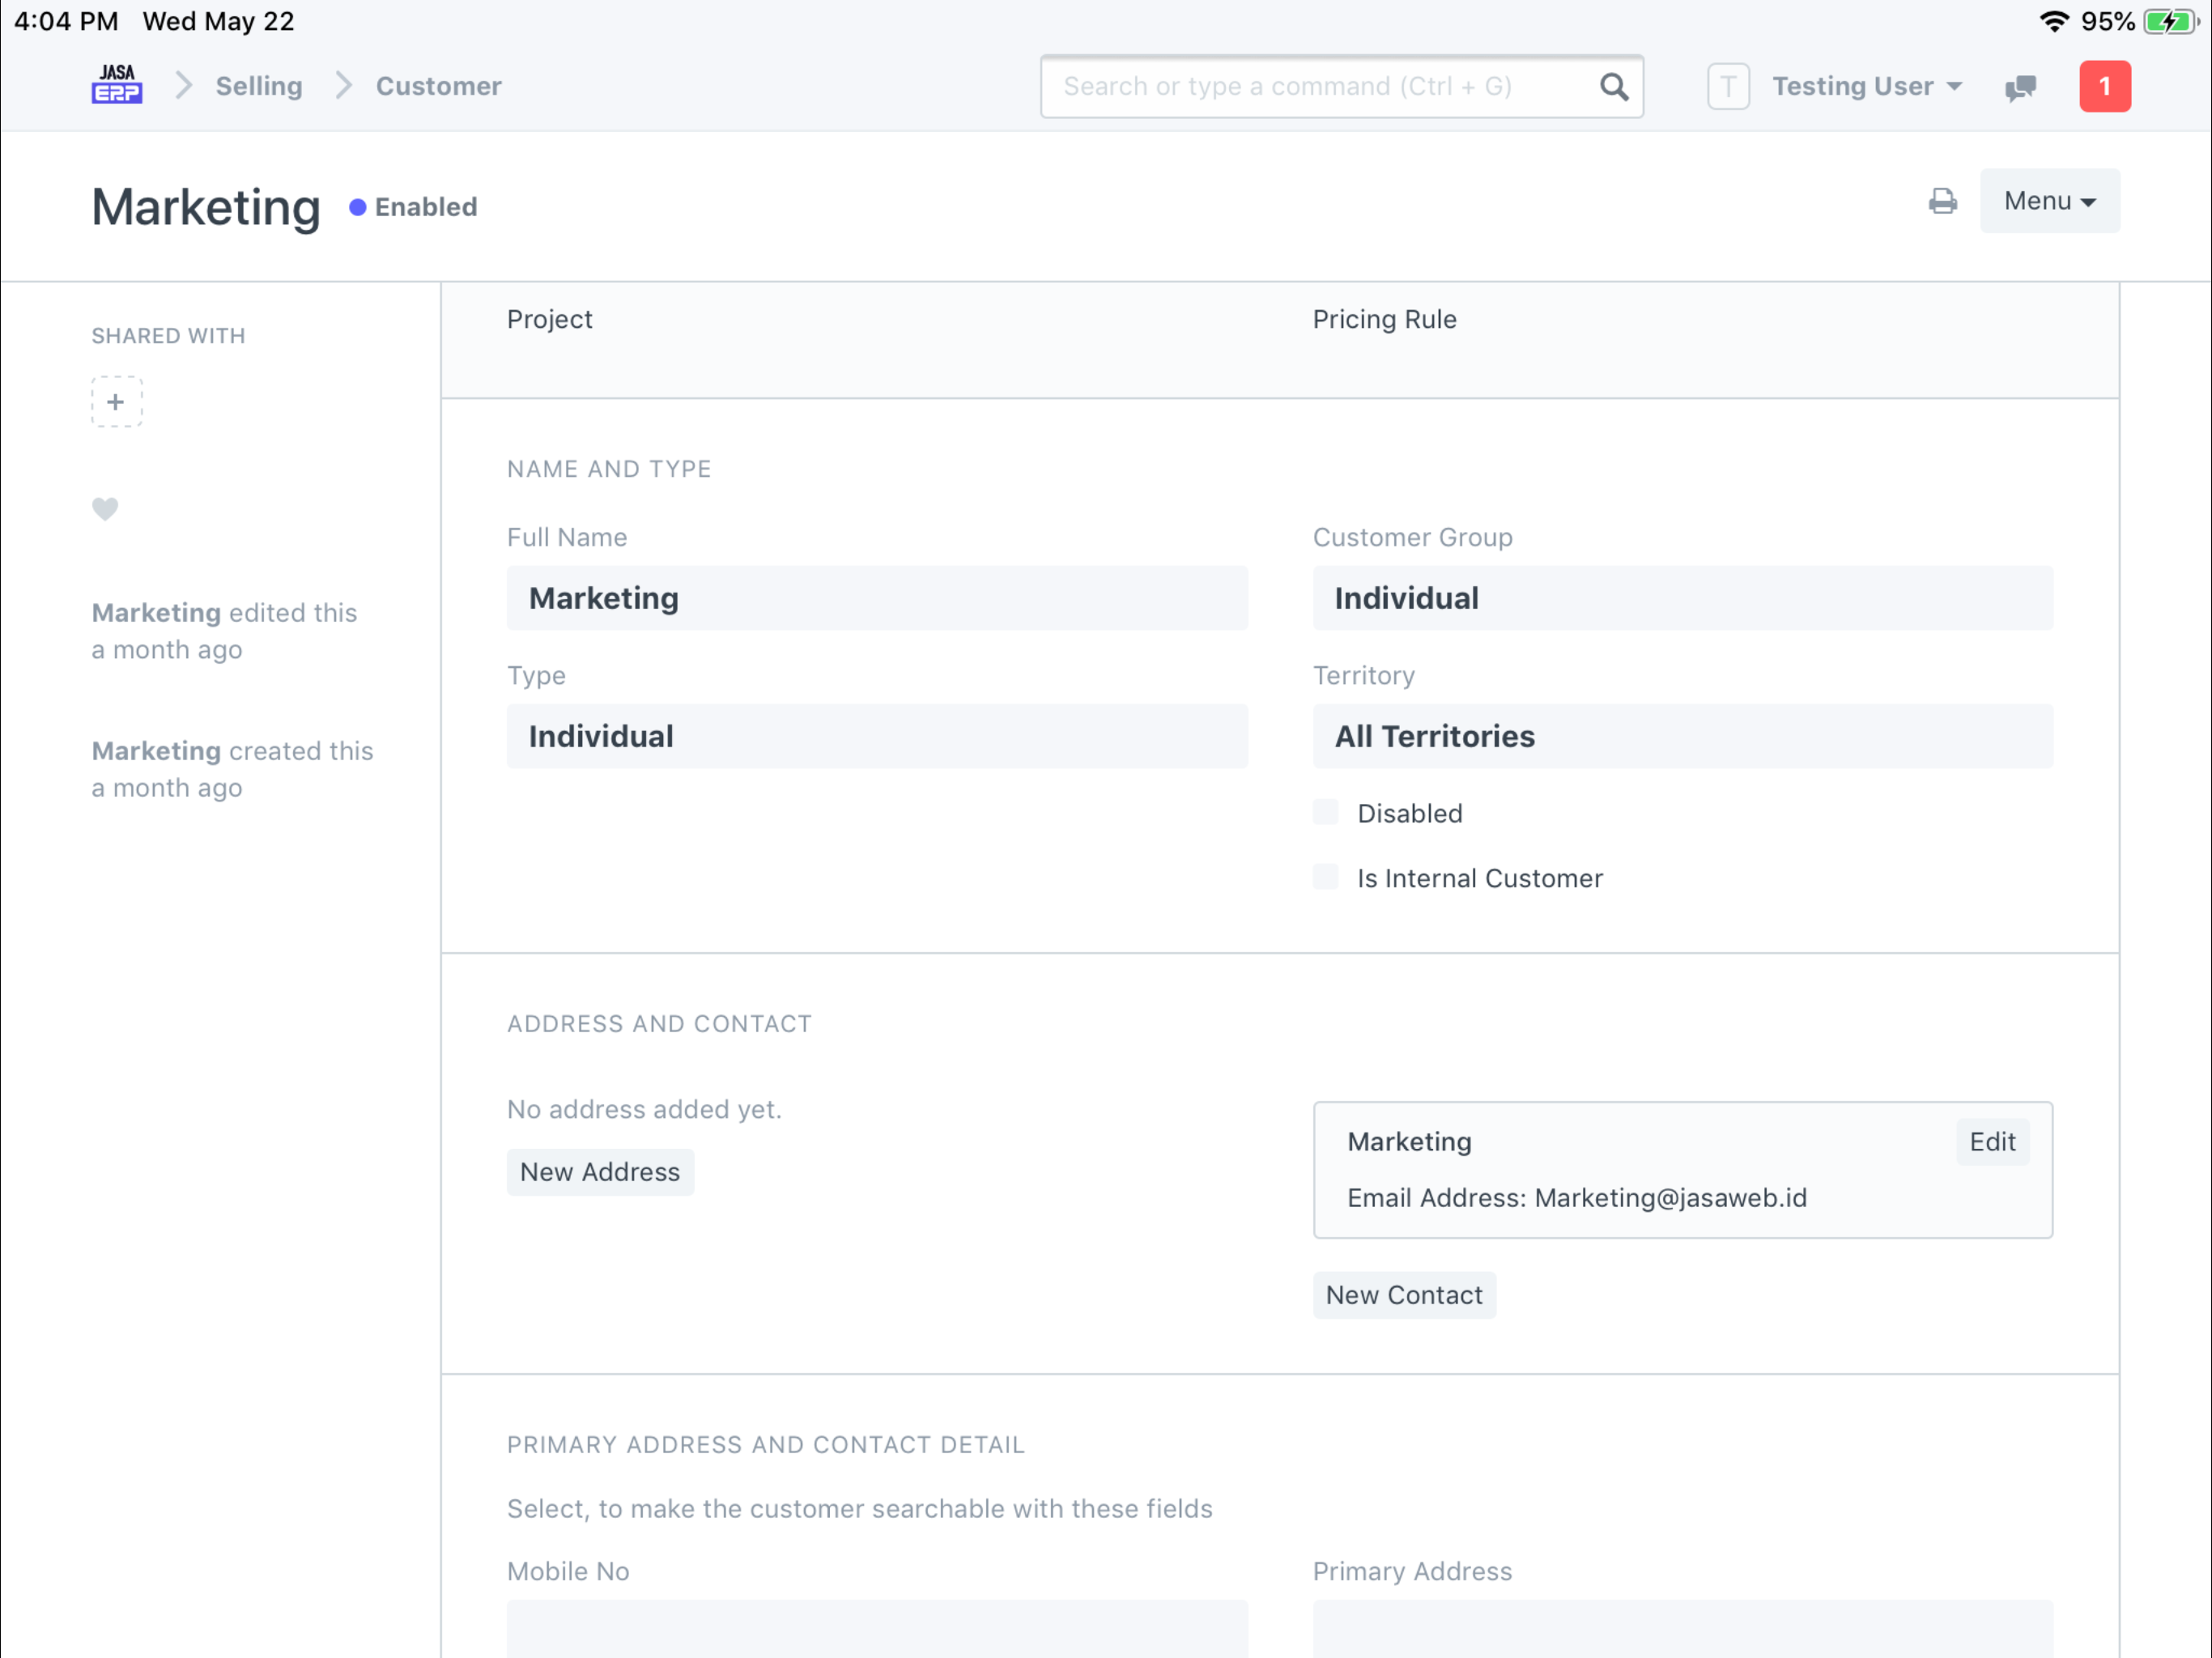 4:04 PM Wed May 22
95%
JASA
ERP
Selling
Customer
Search or type a command (Ctrl + G)
T
Testing User
1
Marketing
Enabled
Menu
SHARED WITH
+
Marketing edited this
a month ago
Marketing created this
a month ago
Project
Pricing Rule
NAME AND TYPE
Full Name
Marketing
Customer Group
Individual
Type
Individual
Territory
All Territories
Disabled
Is Internal Customer
ADDRESS AND CONTACT
No address added yet.
New Address
Marketing
Edit
Email Address: Marketing@jasaweb.id
New Contact
PRIMARY ADDRESS AND CONTACT DETAIL
Select, to make the customer searchable with these fields
Mobile No
Primary Address